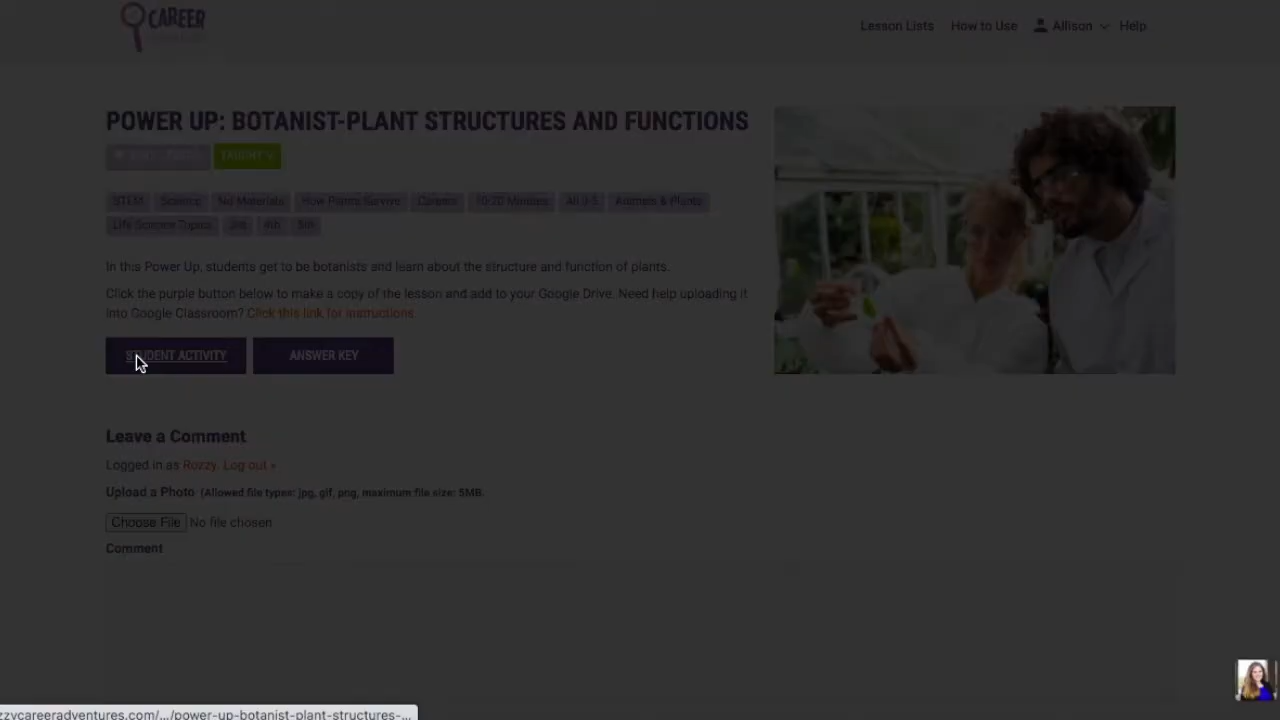 CAREER
Lesson Lists How to Use Allison Help
POWER UP: BOTANIST-PLANT STRUCTURES AND FUNCTIONS
TAUGHT
STEM Science No Materials How Plants Survive Careers 10-20 Minutes All 3-5 Animals & Plants
Life Science Topics 3rd 4th 5th
In this Power Up, students get to be botanists and learn about the structure and function of plants.
Click the purple button below to make a copy of the lesson and add to your Google Drive. Need help uploading it
into Google Classroom? Click this link for instructions.
STUDENT ACTIVITY ANSWER KEY
Leave a Comment
Logged in as Rozzy. Log out »
Upload a Photo (Allowed file types: jpg, gif, png, maximum file size: 5MB.
Choose File No file chosen
Comment
zzycareeradventures.com/.../power-up-botanist-plant-structures-...